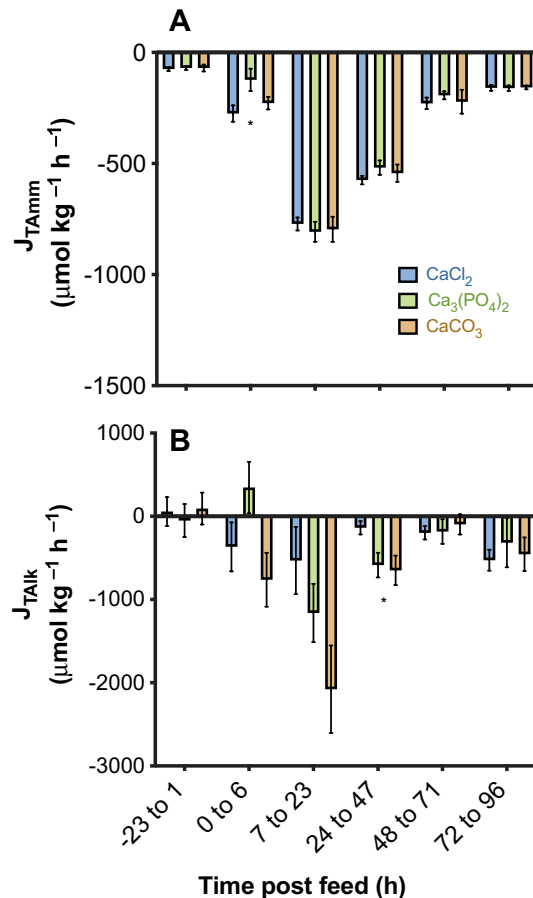 A
0
-500
-1000
-1500
J_TAmm
(μmol kg⁻¹ h⁻¹)
*
CaCl₂
Ca₃(PO₄)₂
CaCO₃
B
1000
0
-1000
-2000
-3000
J_TAlk
(μmol kg⁻¹ h⁻¹)
*
-23 to 1
0 to 6
7 to 23
24 to 47
48 to 71
72 to 96
Time post feed (h)